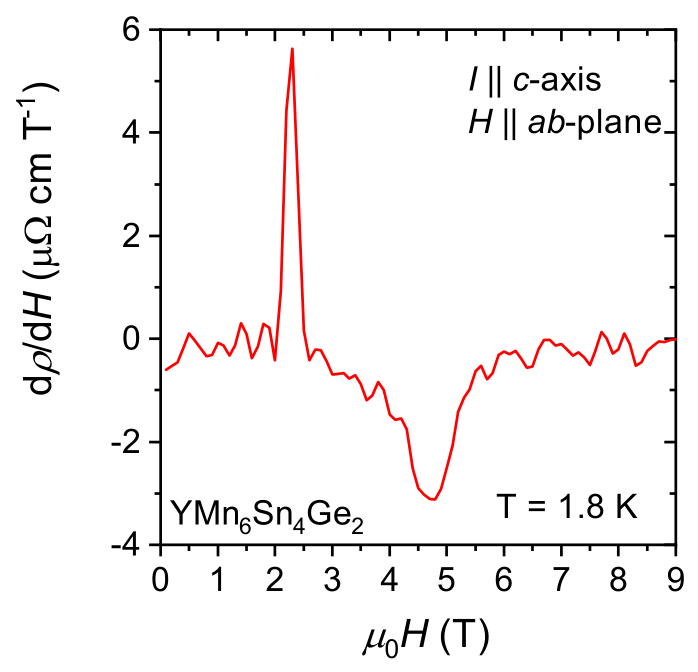 6
4
2
0
-2
-4
dρ/dH (μΩ cm T⁻¹)
I || c-axis
H || ab-plane
YMn₆Sn₄Ge₂
T = 1.8 K
0 1 2 3 4 5 6 7 8 9
μ₀H (T)